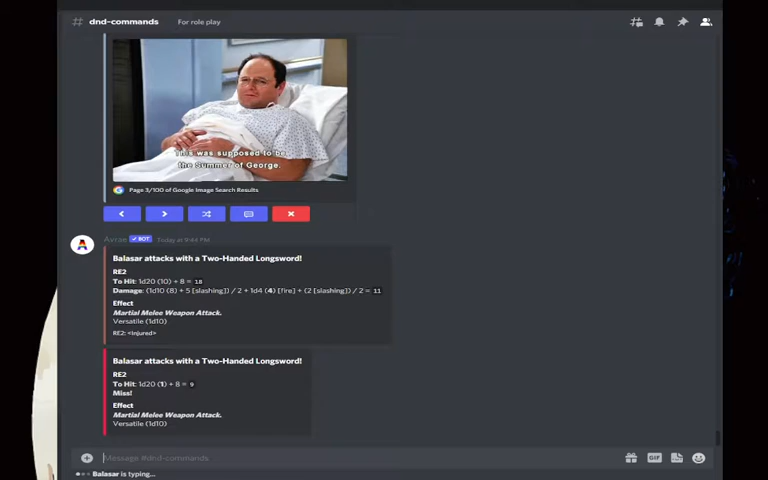 dnd-commands For role play
This was supposed to be
the Summer of George.
Page 3/100 of Google Image Search Results
Avrae BOT Today at 9:44 PM
Balasar attacks with a Two-Handed Longsword!
RE2
To Hit: 1d20 (10) + 8 = 18
Damage: (1d10 (8) + 5 [slashing]) / 2 + 1d4 (4) [fire] + (2 [slashing]) / 2 = 11
Effect
Martial Melee Weapon Attack.
Versatile (1d10)
RE2: <Injured>
Balasar attacks with a Two-Handed Longsword!
RE2
To Hit: 1d20 (1) + 8 = 9
Miss!
Effect
Martial Melee Weapon Attack.
Versatile (1d10)
Message #dnd-commands
GIF
Balasar is typing...